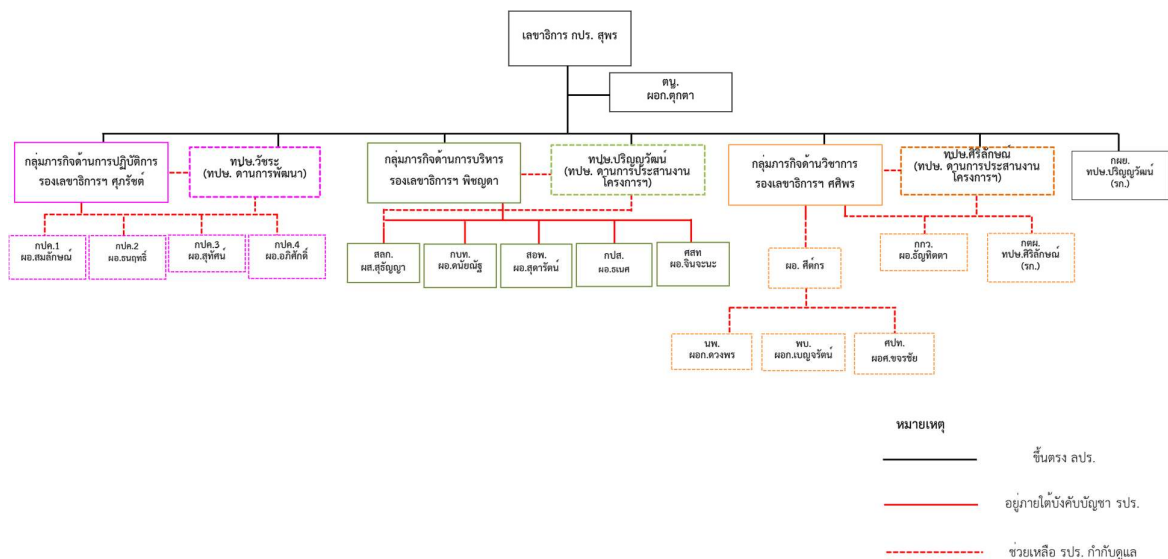 เลขาธิการ กปร. สุพร
ตน.
ผอก.ตุกตา
กลุ่มภารกิจด้านการปฏิบัติการ
รองเลขาธิการฯ ศุภรัชต์
ทปษ.วัชระ
(ทปษ. ด้านการพัฒนา)
กลุ่มภารกิจด้านการบริหาร
รองเลขาธิการฯ พิชญดา
ทปษ.ปริญญวัฒน์
(ทปษ. ด้านการประสานงาน
โครงการฯ)
กลุ่มภารกิจด้านวิชาการ
รองเลขาธิการฯ ศศิพร
ทปษ.ศิริลักษณ์
(ทปษ. ด้านการประสานงาน
โครงการฯ)
กผย.
ทปษ.ปริญญวัฒน์
(รก.)
กปค.1
ผอ.สมลักษณ์
กปค.2
ผอ.ธนฤทธิ์
กปค.3
ผอ.สุทัศน์
กปค.4
ผอ.อภิศักดิ์
สลก.
ผส.สุธัญญา
กบท.
ผอ.ดนัยณัฐ
สอพ.
ผอ.สุดารัตน์
กปส.
ผอ.ธเนศ
ศสท
ผอ.จินจะนะ
ผอ. ศีด์กร
กกว.
ผอ.ธัญทิตตา
กตผ.
ทปษ.ศิริลักษณ์
(รก.)
นพ.
ผอก.ดวงพร
พบ.
ผอก.เบญจรัตน์
ศปท.
ผอศ.ขจรชัย
หมายเหตุ
ขึ้นตรง ลปร.
อยู่ภายใต้บังคับบัญชา รปร.
ช่วยเหลือ รปร. กำกับดูแล